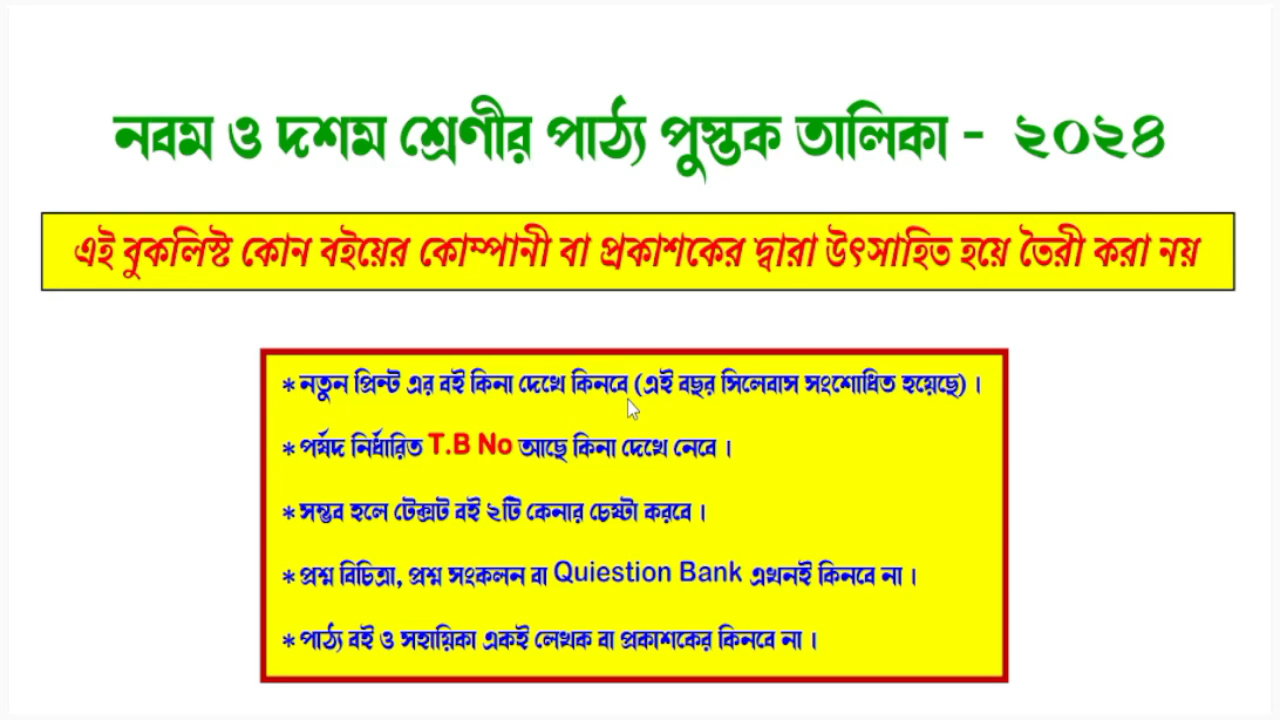 নবম ও দশম শ্রেণীর পাঠ্য পুস্তক তালিকা - ২০২৪
এই বুকলিস্ট কোন বইয়ের কোম্পানী বা প্রকাশকের দ্বারা উৎসাহিত হয়ে তৈরী করা নয়
* নতুন প্রিন্ট এর বই কিনা দেখে কিনবে (এই বছর সিলেবাস সংশোধিত হয়েছে) ।
* পর্ষদ নির্ধারিত T.B No আছে কিনা দেখে নেবে ।
* সম্ভব হলে টেক্সট বই ২টি কেনার চেষ্টা করবে ।
* প্রশ্ন বিচিত্রা, প্রশ্ন সংকলন বা Quiestion Bank এখনই কিনবে না ।
* পাঠ্য বই ও সহায়িকা একই লেখক বা প্রকাশকের কিনবে না ।